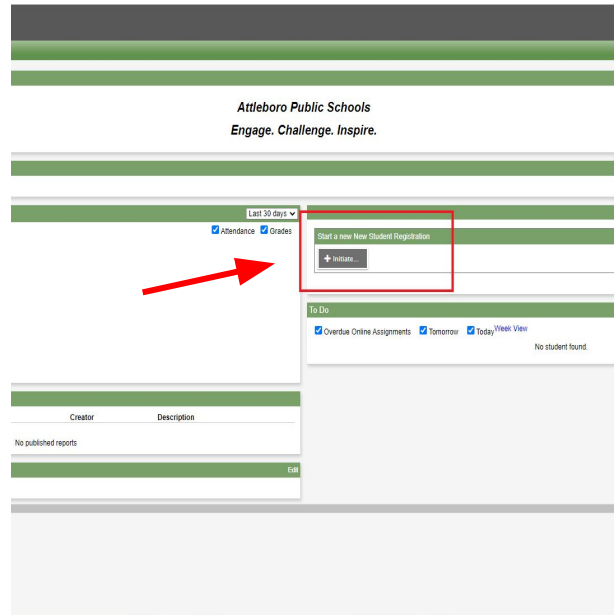 Attleboro Public Schools
Engage. Challenge. Inspire.
Last 30 days
Attendance Grades
Start a new New Student Registration
+ Initiate...
To Do
Overdue Online Assignments Tomorrow Today Week View
No student found.
Creator Description
No published reports
Edit